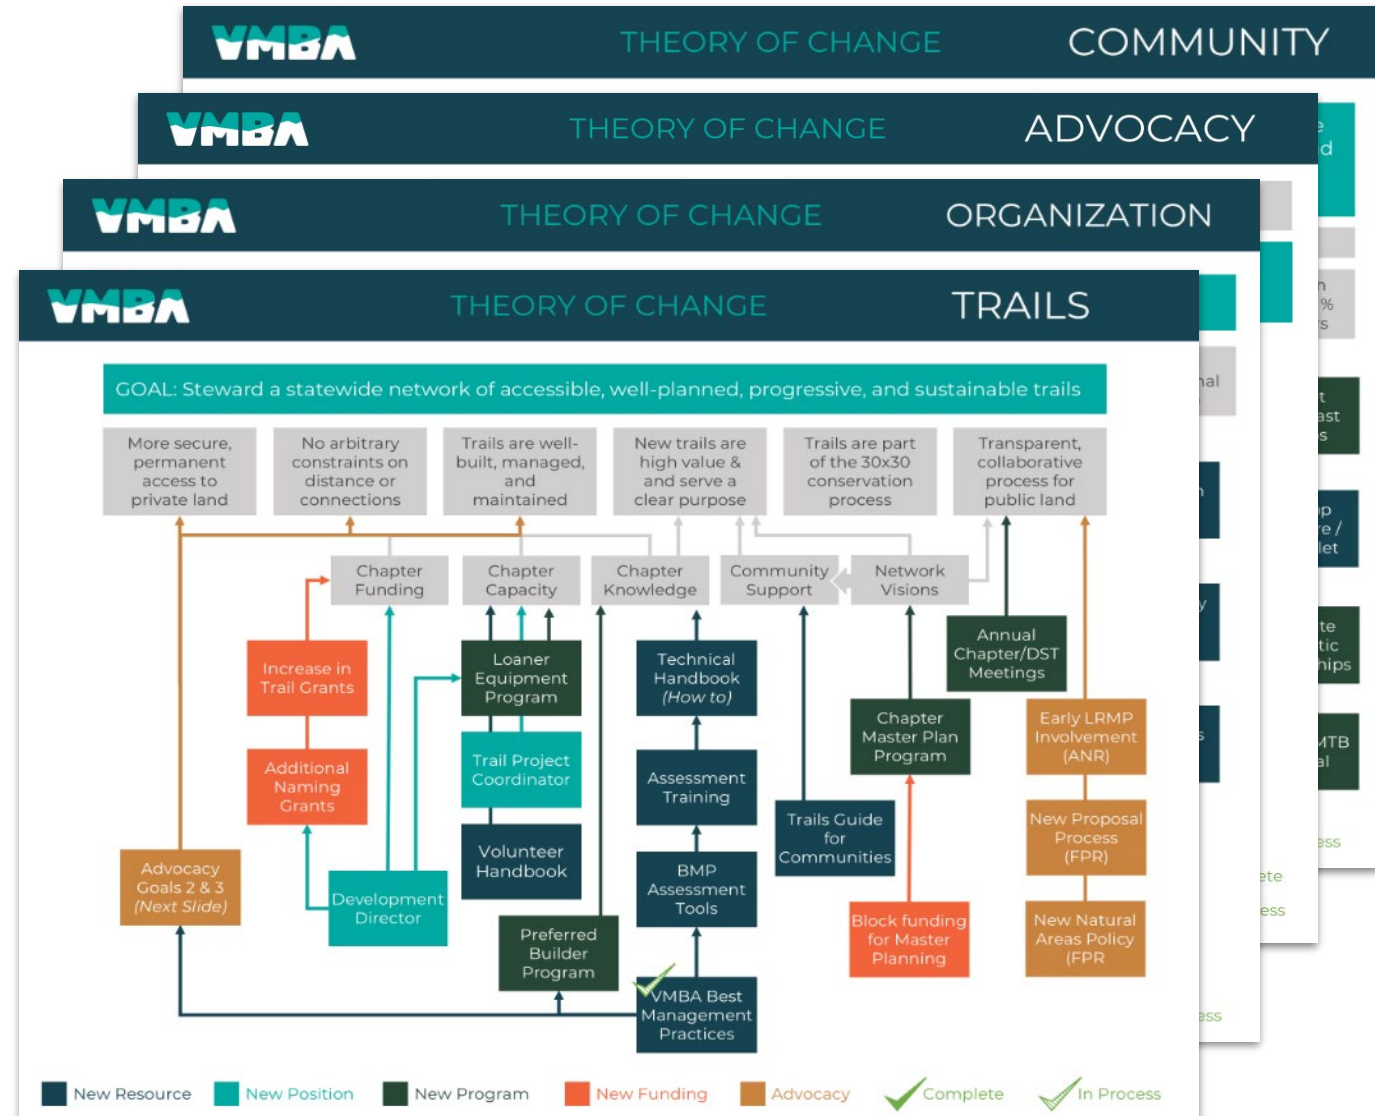 VMBA
THEORY OF CHANGE
COMMUNITY
VMBA
THEORY OF CHANGE
ADVOCACY
VMBA
THEORY OF CHANGE
ORGANIZATION
VMBA
THEORY OF CHANGE
TRAILS
GOAL: Steward a statewide network of accessible, well-planned, progressive, and sustainable trails
More secure,
permanent
access to
private land
No arbitrary
constraints on
distance or
connections
Trails are well-
built, managed,
and
maintained
New trails are
high value &
and serve a
clear purpose
Trails are part
of the 30x30
conservation
process
Transparent,
collaborative
process for
public land
Chapter
Funding
Chapter
Capacity
Chapter
Knowledge
Community
Support
Network
Visions
Increase in
Trail Grants
Additional
Naming
Grants
Advocacy
Goals 2 & 3
(Next Slide)
Development
Director
Loaner
Equipment
Program
Trail Project
Coordinator
Volunteer
Handbook
Preferred
Builder
Program
Technical
Handbook
(How to)
Assessment
Training
BMP
Assessment
Tools
VMBA Best
Management
Practices
Trails Guide
for
Communities
Annual
Chapter/DST
Meetings
Chapter
Master Plan
Program
Block funding
for Master
Planning
Early LRMP
Involvement
(ANR)
New Proposal
Process
(FPR)
New Natural
Areas Policy
(FPR
New Resource
New Position
New Program
New Funding
Advocacy
Complete
In Process